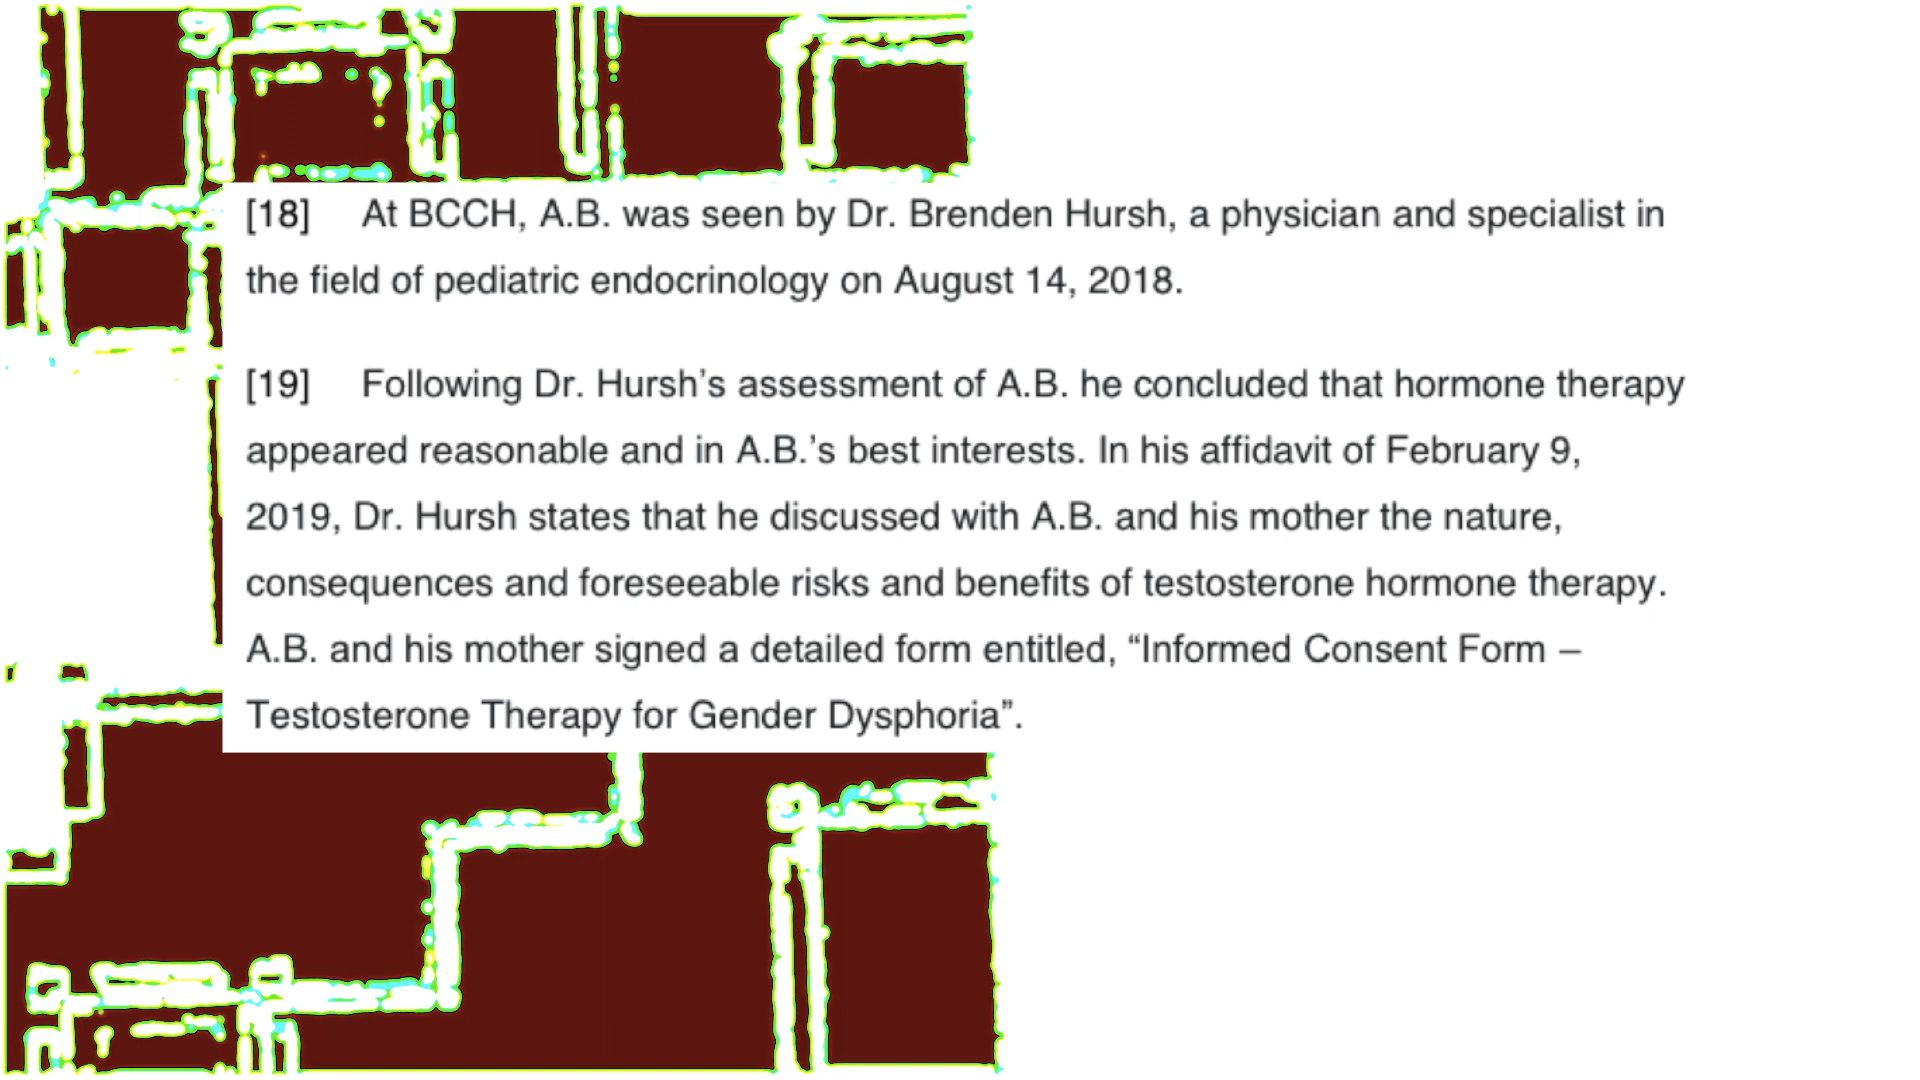 [18] At BCCH, A.B. was seen by Dr. Brenden Hursh, a physician and specialist in
the field of pediatric endocrinology on August 14, 2018.
[19] Following Dr. Hursh’s assessment of A.B. he concluded that hormone therapy
appeared reasonable and in A.B.’s best interests. In his affidavit of February 9,
2019, Dr. Hursh states that he discussed with A.B. and his mother the nature,
consequences and foreseeable risks and benefits of testosterone hormone therapy.
A.B. and his mother signed a detailed form entitled, “Informed Consent Form –
Testosterone Therapy for Gender Dysphoria”.